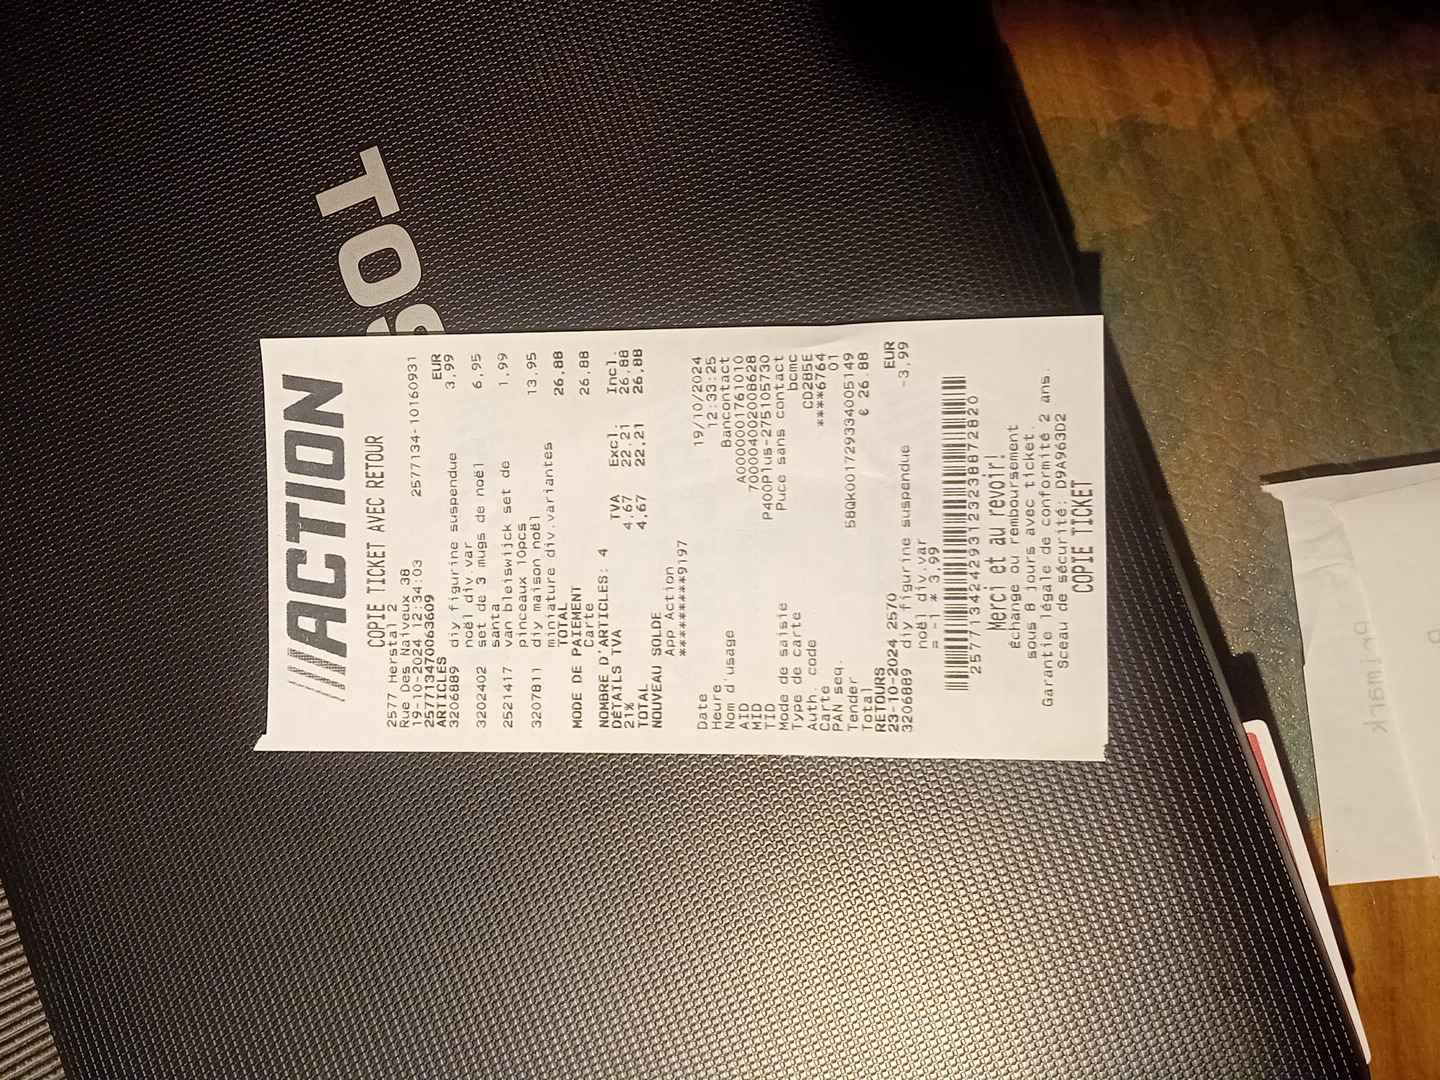 ///ACTION
COPIE TICKET AVEC RETOUR
2577 Herstal 2
Rue Des Naiveux 38
19-10-2024 12:34:03 2577134-10160931
2577134700063609
ARTICLES EUR
3206889 diy figurine suspendue 3,99
noël div.var
3202402 set de 3 mugs de noël 6,95
santa
2521417 van bleiswijck set de 1,99
pinceaux 10pcs
3207811 diy maison noël 13,95
miniature div.variantes
TOTAL 26,88
MODE DE PAIEMENT
Carte 26,88
NOMBRE D'ARTICLES: 4
DÉTAILS TVA TVA Excl. Incl.
21% 4,67 22,21 26,88
TOTAL 4,67 22,21 26,88
NOUVEAU SOLDE
App Action
*********9197
Date 19/10/2024
Heure 12:33:25
Nom d'usage Bancontact
AID A0000001761010
MID 700004002008628
TID P400Plus-275105730
Mode de saisie Puce sans contact
Type de carte bcmc
Auth. code CD285E
Carte ****6764
PAN seq. 01
Tender 58QK001729334005149
Total € 26.88
RETOURS EUR
23-10-2024 2570
3206889 diy figurine suspendue -3,99
noël div.var
= -1 * 3,99
Merci et au revoir!
Échange ou remboursement
sous 8 jours avec ticket.
Garantie légale de conformité 2 ans.
Sceau de sécurité: D9A963D2
COPIE TICKET
TO